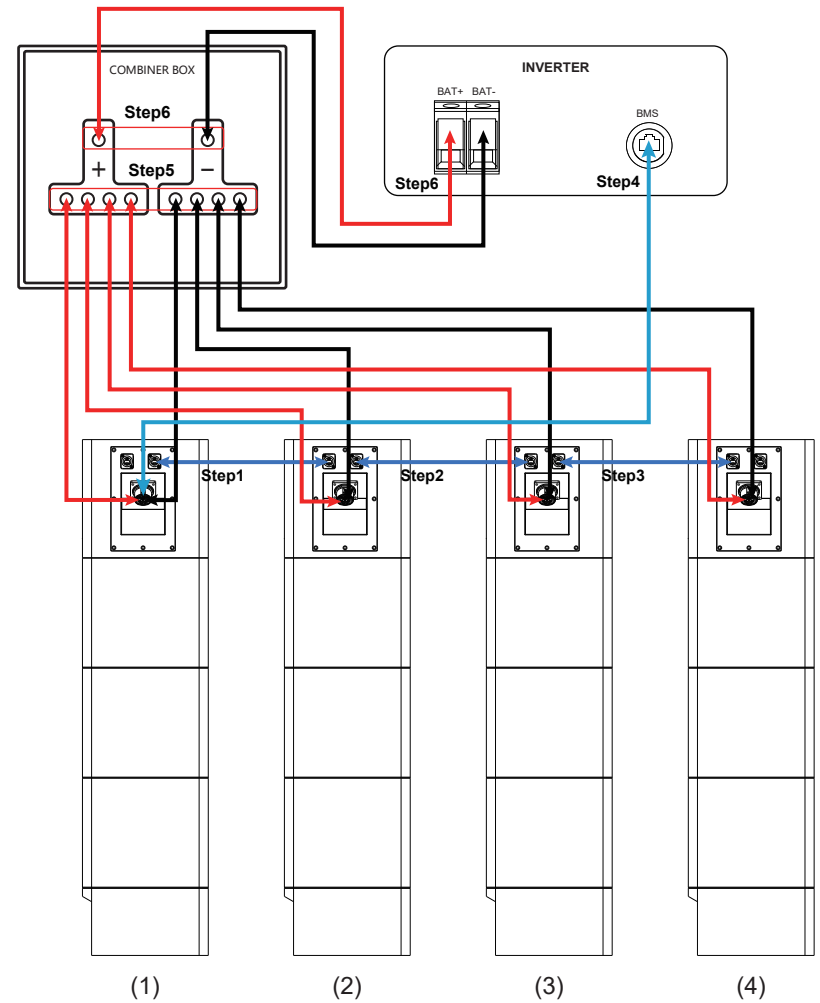 COMBINER BOX
INVERTER
BAT+ BAT-
BMS
Step6
+ Step5 −
Step6
Step4
Step1
Step2
Step3
(1) (2) (3) (4)